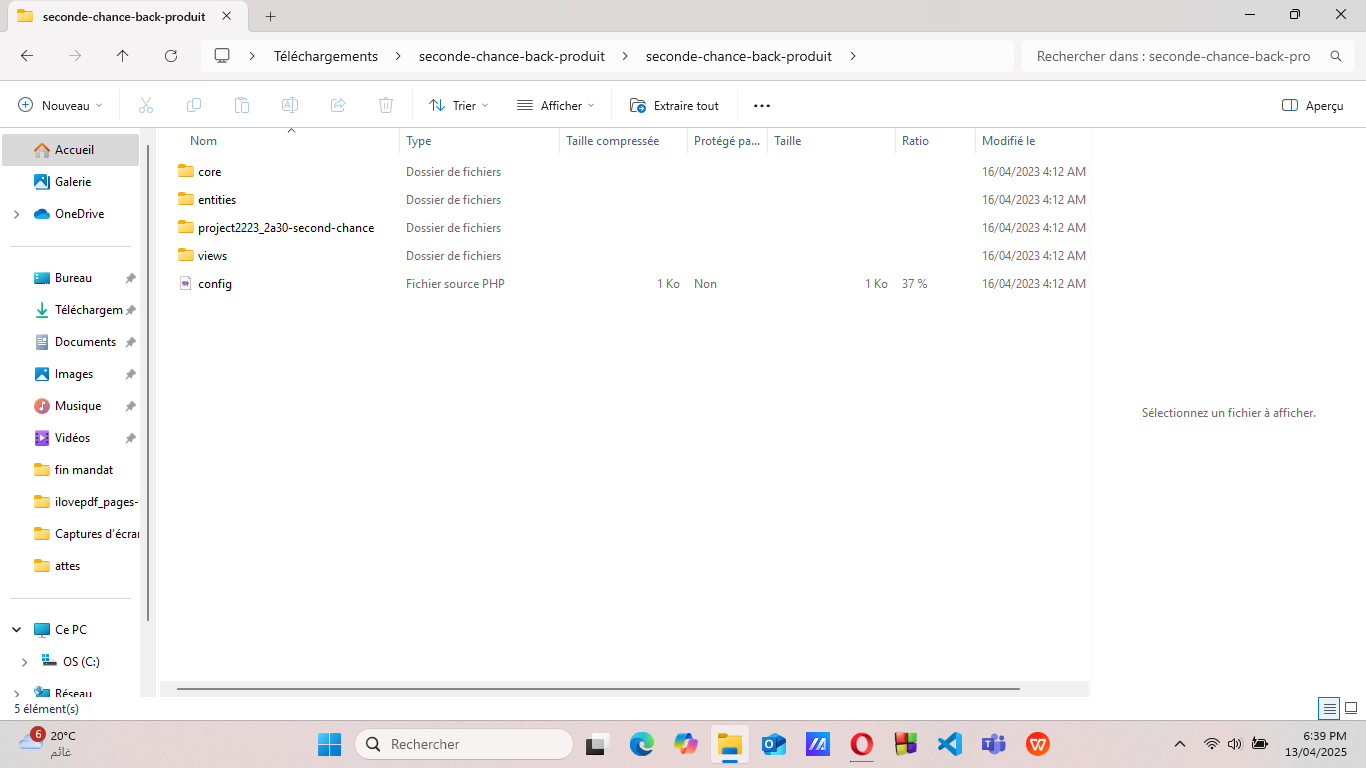 seconde-chance-back-produit
Téléchargements
seconde-chance-back-produit
seconde-chance-back-produit
Rechercher dans : seconde-chance-back-pro
Nouveau
Trier
Afficher
Extraire tout
Aperçu
Nom
Type
Taille compressée
Protégé pa...
Taille
Ratio
Modifié le
Accueil
Galerie
OneDrive
Bureau
Téléchargem
Documents
Images
Musique
Vidéos
fin mandat
ilovepdf_pages-
Captures d'écran
attes
Ce PC
OS (C:)
Réseau
core Dossier de fichiers 16/04/2023 4:12 AM
entities Dossier de fichiers 16/04/2023 4:12 AM
project2223_2a30-second-chance Dossier de fichiers 16/04/2023 4:12 AM
views Dossier de fichiers 16/04/2023 4:12 AM
config Fichier source PHP 1 Ko Non 1 Ko 37 % 16/04/2023 4:12 AM
Sélectionnez un fichier à afficher.
5 élément(s)
6
20°C
غائم
Rechercher
6:39 PM
13/04/2025